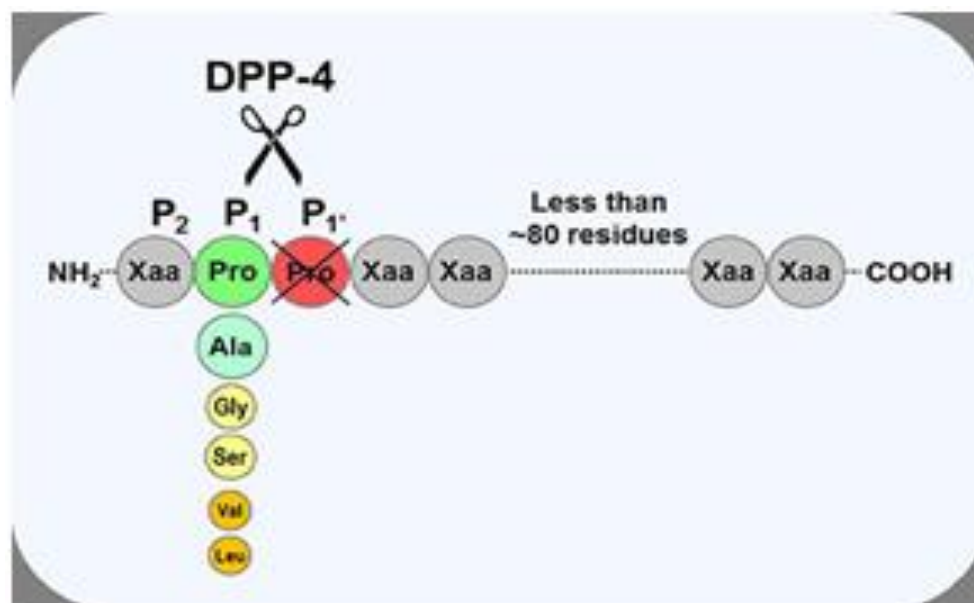 DPP-4
P2 P1 P1'
Less than
~80 residues
NH2 Xaa Pro Pro Xaa Xaa Xaa Xaa COOH
Ala
Gly
Ser
Val
Leu